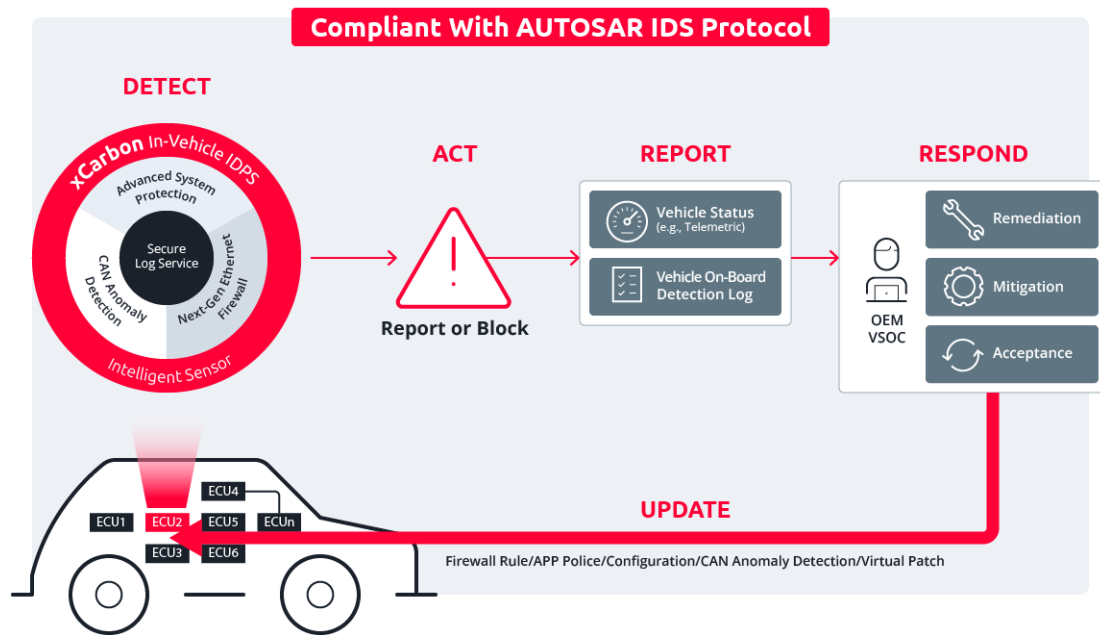 Compliant With AUTOSAR IDS Protocol
DETECT
xCarbon In-Vehicle IDPS
Advanced System
Protection
Secure
Log Service
CAN Anomaly
Detection
Next-Gen Ethernet
Firewall
Intelligent Sensor
ACT
Report or Block
REPORT
Vehicle Status
(e.g., Telemetric)
Vehicle On-Board
Detection Log
RESPOND
OEM
VSOC
Remediation
Mitigation
Acceptance
ECU4
ECU1
ECU2
ECU5
ECUn
ECU3
ECU6
UPDATE
Firewall Rule/APP Police/Configuration/CAN Anomaly Detection/Virtual Patch